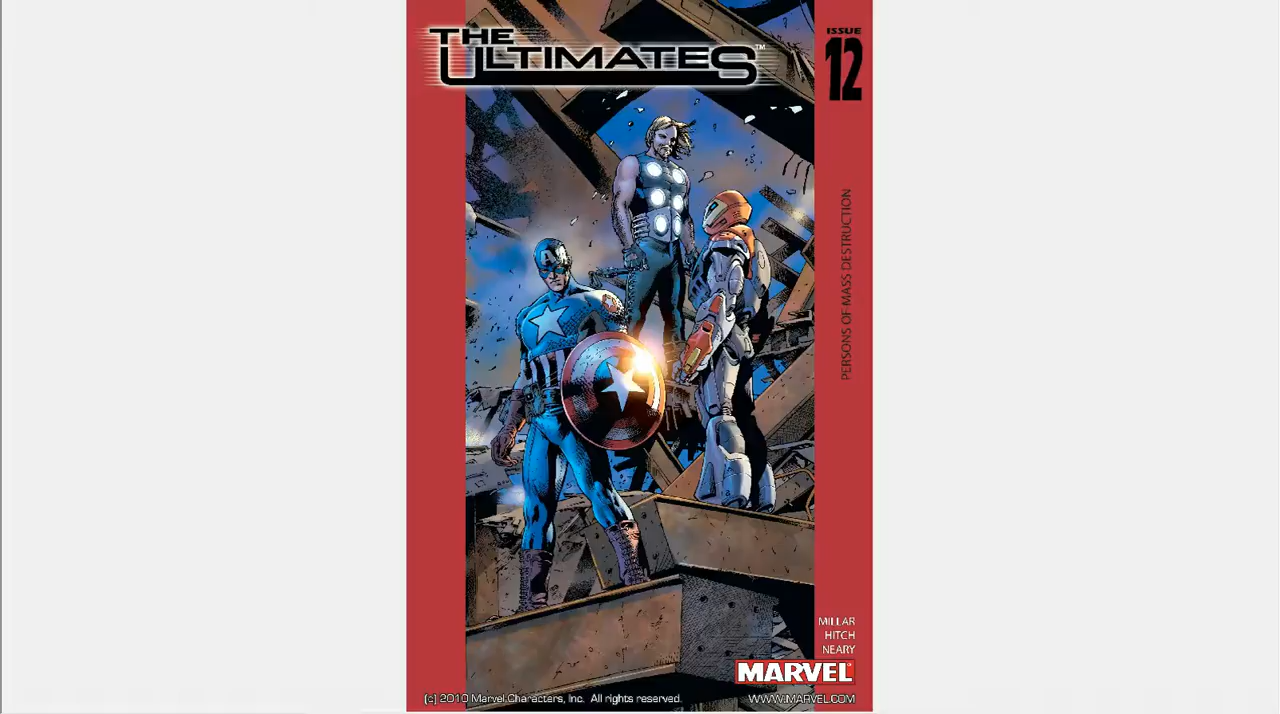 THE
ULTIMATES™
ISSUE
12
PERSONS OF MASS DESTRUCTION
A
MILLAR
HITCH
NEARY
MARVEL®
(c) 2010 Marvel Characters, Inc. All rights reserved.
WWW.MARVEL.COM